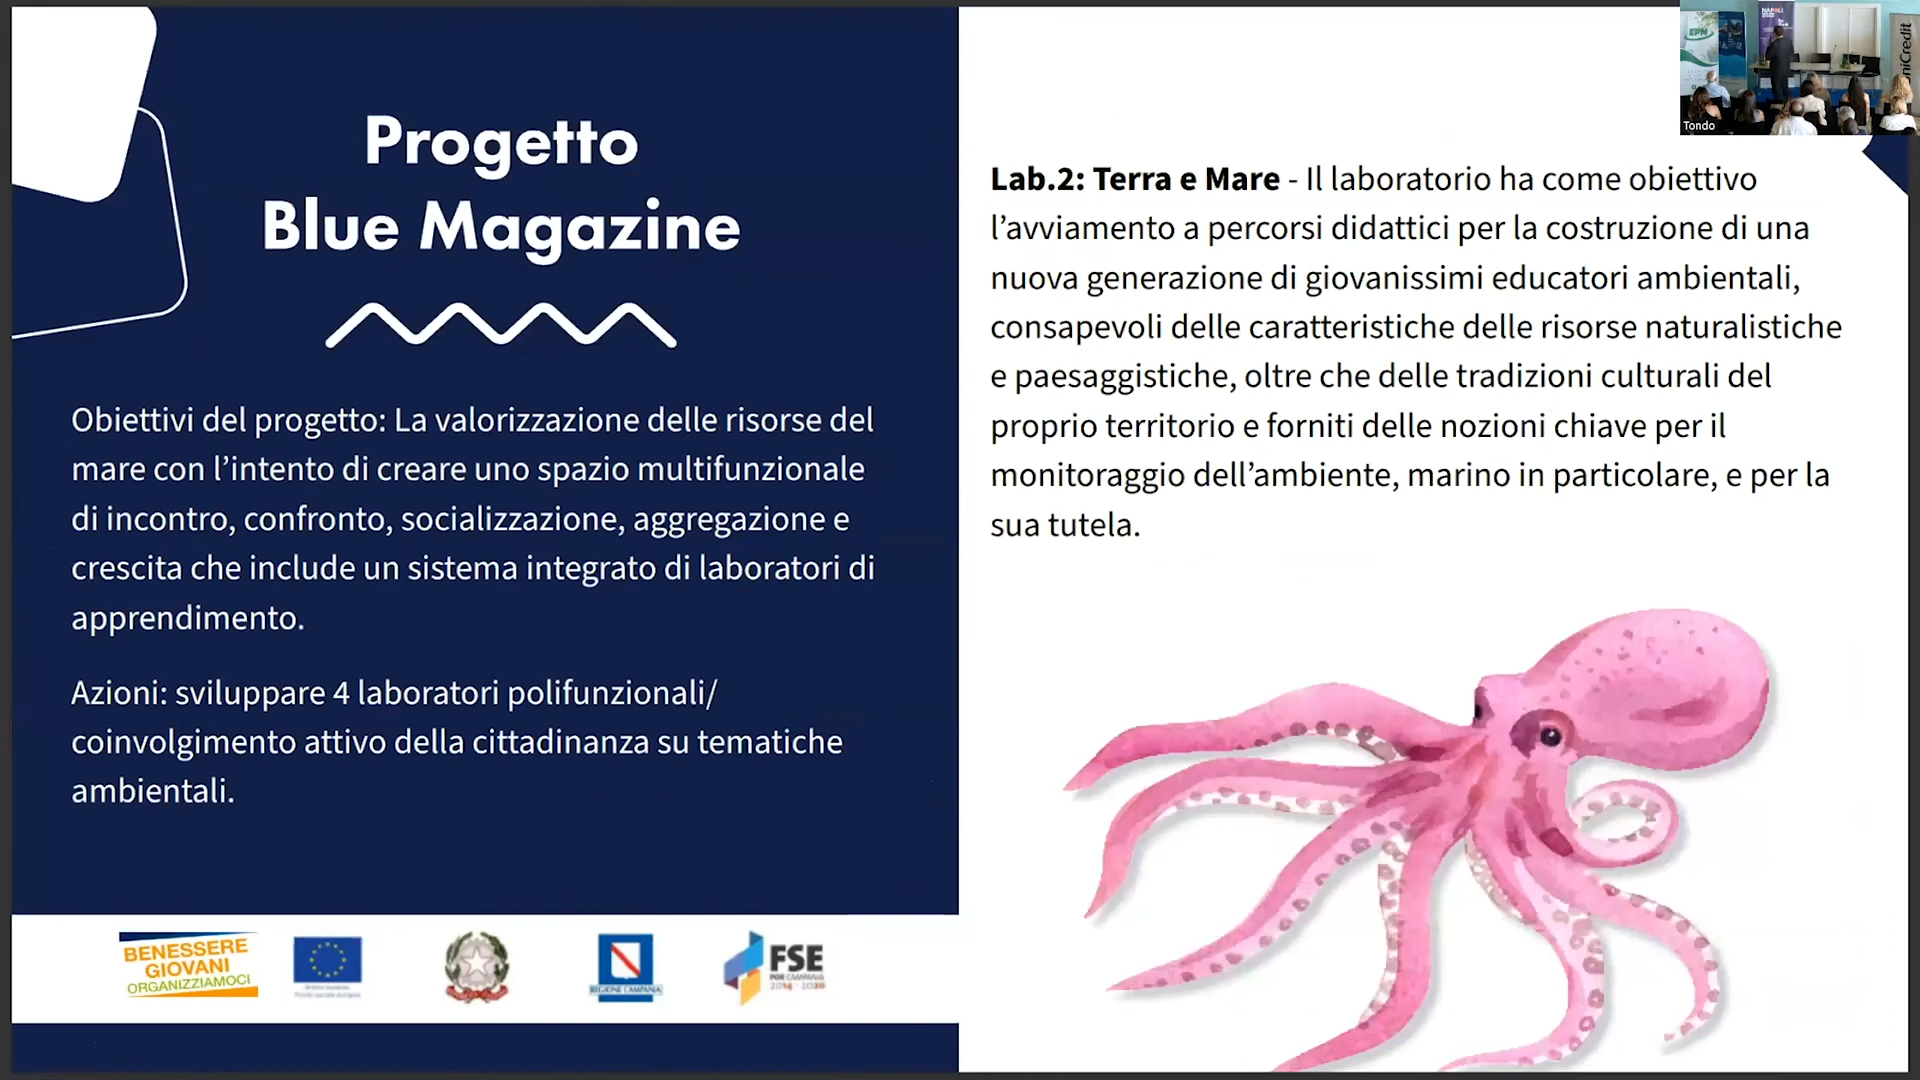 Progetto
Blue Magazine
Obiettivi del progetto: La valorizzazione delle risorse del
mare con l’intento di creare uno spazio multifunzionale
di incontro, confronto, socializzazione, aggregazione e
crescita che include un sistema integrato di laboratori di
apprendimento.
Azioni: sviluppare 4 laboratori polifunzionali/
coinvolgimento attivo della cittadinanza su tematiche
ambientali.
BENESSERE
GIOVANI
ORGANIZZIAMOCI
REGIONE CAMPANIA
FSE
POR CAMPANIA
2014 - 2020
Lab.2: Terra e Mare - Il laboratorio ha come obiettivo
l’avviamento a percorsi didattici per la costruzione di una
nuova generazione di giovanissimi educatori ambientali,
consapevoli delle caratteristiche delle risorse naturalistiche
e paesaggistiche, oltre che delle tradizioni culturali del
proprio territorio e forniti delle nozioni chiave per il
monitoraggio dell’ambiente, marino in particolare, e per la
sua tutela.
EPN
NAPOLI
niCredit
Tondo